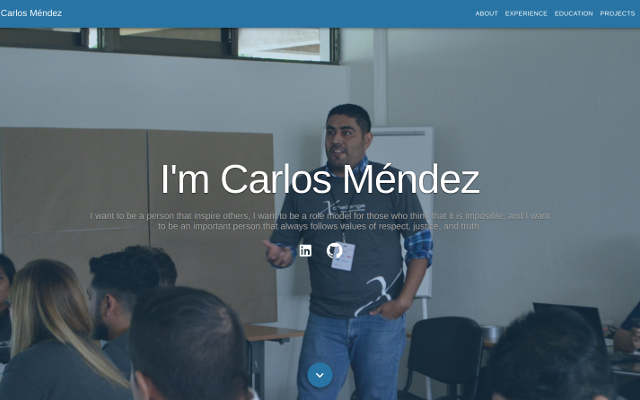 Carlos Méndez
ABOUT EXPERIENCE EDUCATION PROJECTS
I'm Carlos Méndez
I want to be a person that inspire others, I want to be a role model for those who think that it is imposible, and I want
to be an important person that always follows values of respect, justice, and truth